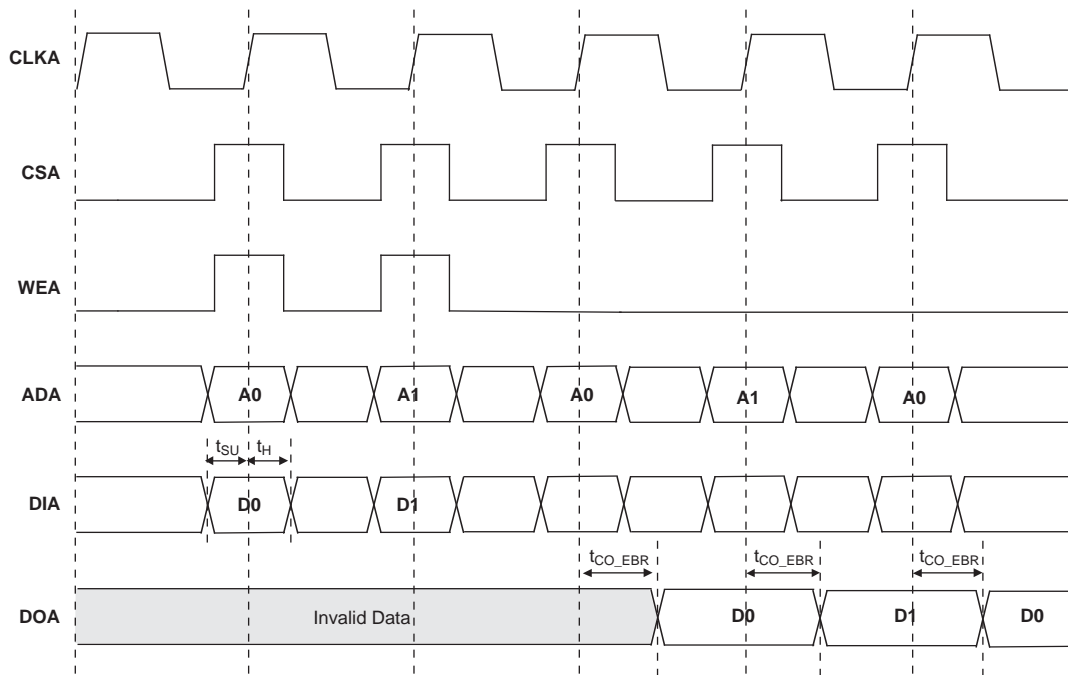 CLKA
CSA
WEA
ADA A0 A1 A0 A1 A0
tSU tH
DIA D0 D1
tCO_EBR tCO_EBR tCO_EBR
DOA Invalid Data D0 D1 D0